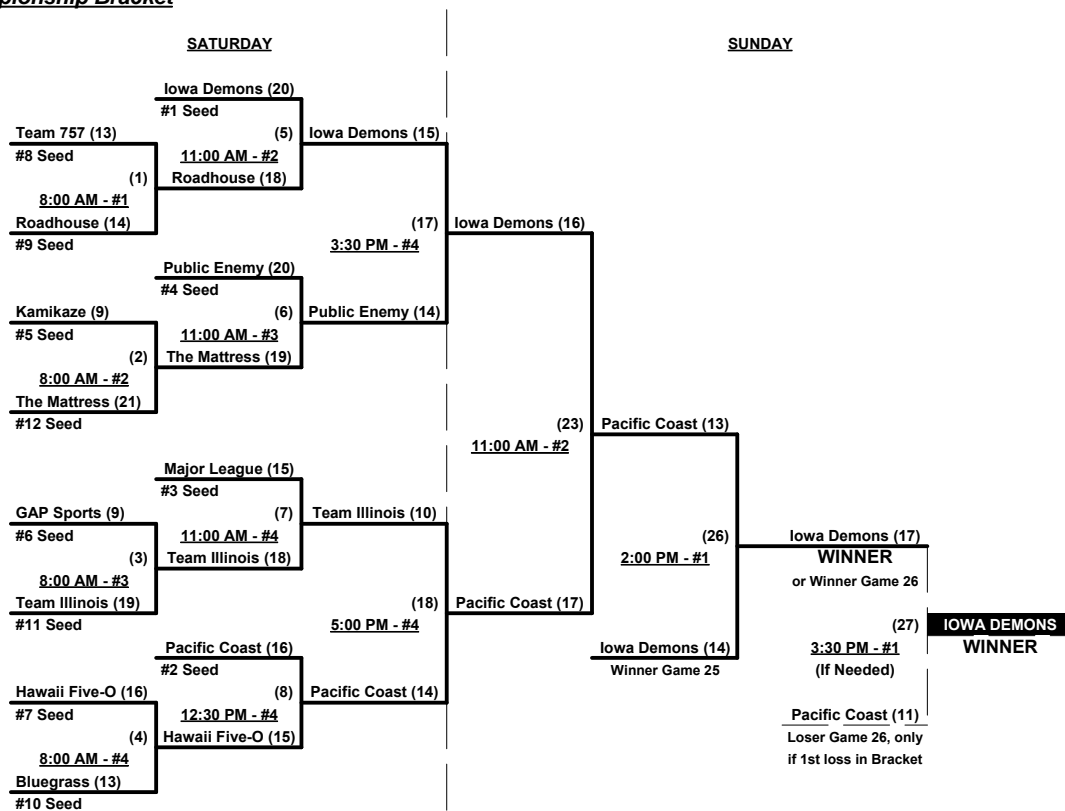 pionship Bracket
SATURDAY
SUNDAY
Iowa Demons (20)
#1 Seed
Team 757 (13)
#8 Seed
(5)
11:00 AM - #2
Iowa Demons (15)
(1)
8:00 AM - #1
Roadhouse (18)
Roadhouse (14)
#9 Seed
(17)
3:30 PM - #4
Iowa Demons (16)
Public Enemy (20)
#4 Seed
Kamikaze (9)
#5 Seed
(6)
11:00 AM - #3
Public Enemy (14)
(2)
8:00 AM - #2
The Mattress (19)
The Mattress (21)
#12 Seed
(23)
11:00 AM - #2
Pacific Coast (13)
Major League (15)
#3 Seed
GAP Sports (9)
#6 Seed
(7)
11:00 AM - #4
Team Illinois (10)
(3)
8:00 AM - #3
Team Illinois (18)
Team Illinois (19)
#11 Seed
(26)
2:00 PM - #1
Iowa Demons (17)
WINNER
or Winner Game 26
(18)
5:00 PM - #4
Pacific Coast (17)
(27)
3:30 PM - #1
(If Needed)
IOWA DEMONS
WINNER
Pacific Coast (16)
#2 Seed
Iowa Demons (14)
Winner Game 25
Hawaii Five-O (16)
#7 Seed
(8)
12:30 PM - #4
Pacific Coast (14)
(4)
8:00 AM - #4
Hawaii Five-O (15)
Bluegrass (13)
#10 Seed
Pacific Coast (11)
Loser Game 26, only
if 1st loss in Bracket